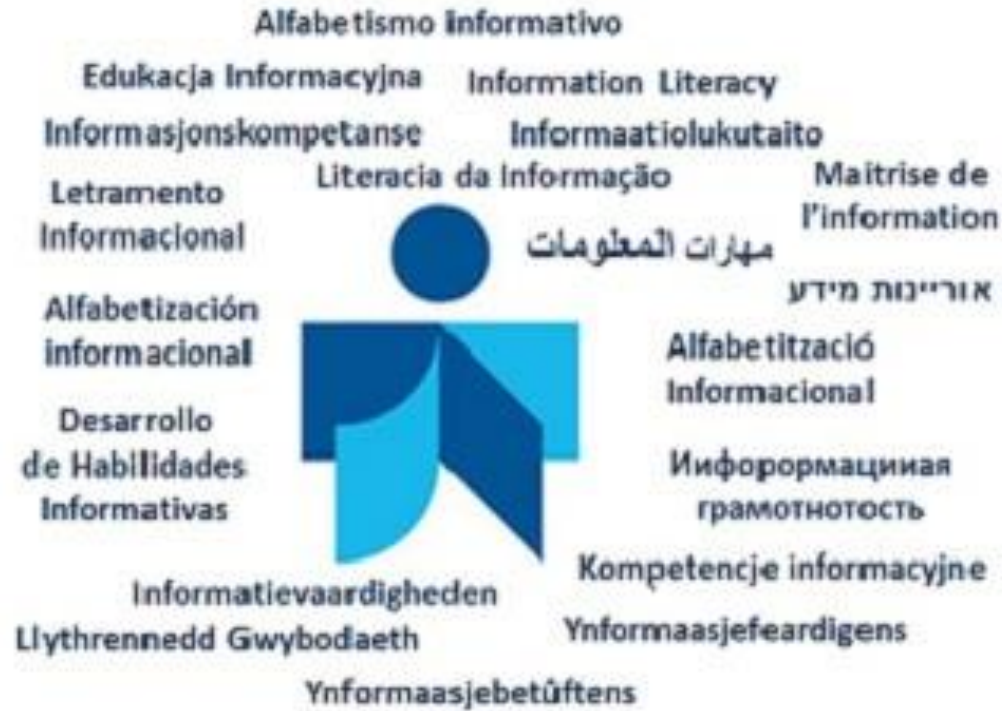 Alfabetismo informativo
Edukacja Informacyjna
Information Literacy
Informasjonskompetanse
Informaatiolukutaito
Literacia da Informação
Letramento
Informacional
Maitrise de
l'information
مهارات المعلومات
אוריינות מידע
Alfabetización
informacional
Alfabetització
Informacional
Desarrollo
de Habilidades
Informativas
Ииформормациииая
грамотнотость
Kompetencje informacyjne
Informatievaardigheden
Ynformaasjefeardigens
Llythrennedd Gwybodaeth
Ynformaasjebetûftens